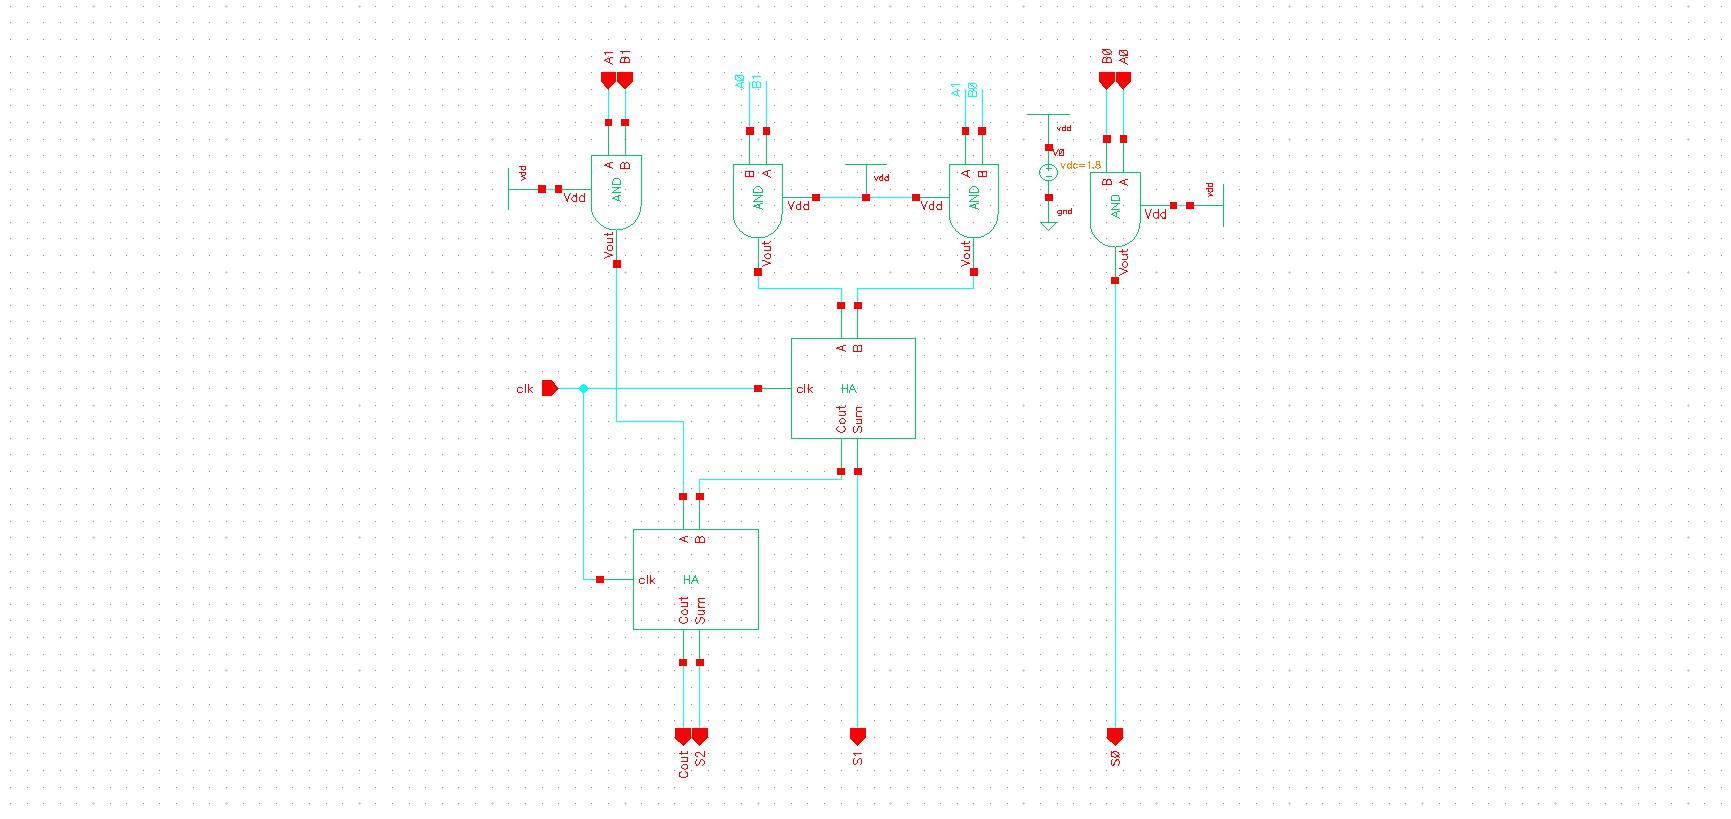 A1
B1
A0
B1
A1
B0
B0
A0
vdd
A
B
AND
Vdd
Vout
B
A
AND
Vdd
Vout
vdd
A
B
AND
Vdd
Vout
vdd
V0
vdc=1.8
gnd
B
A
AND
Vdd
Vout
vdd
A
B
clk
clk
HA
Cout
Sum
A
B
clk
HA
Cout
Sum
Cout
S2
S1
S0